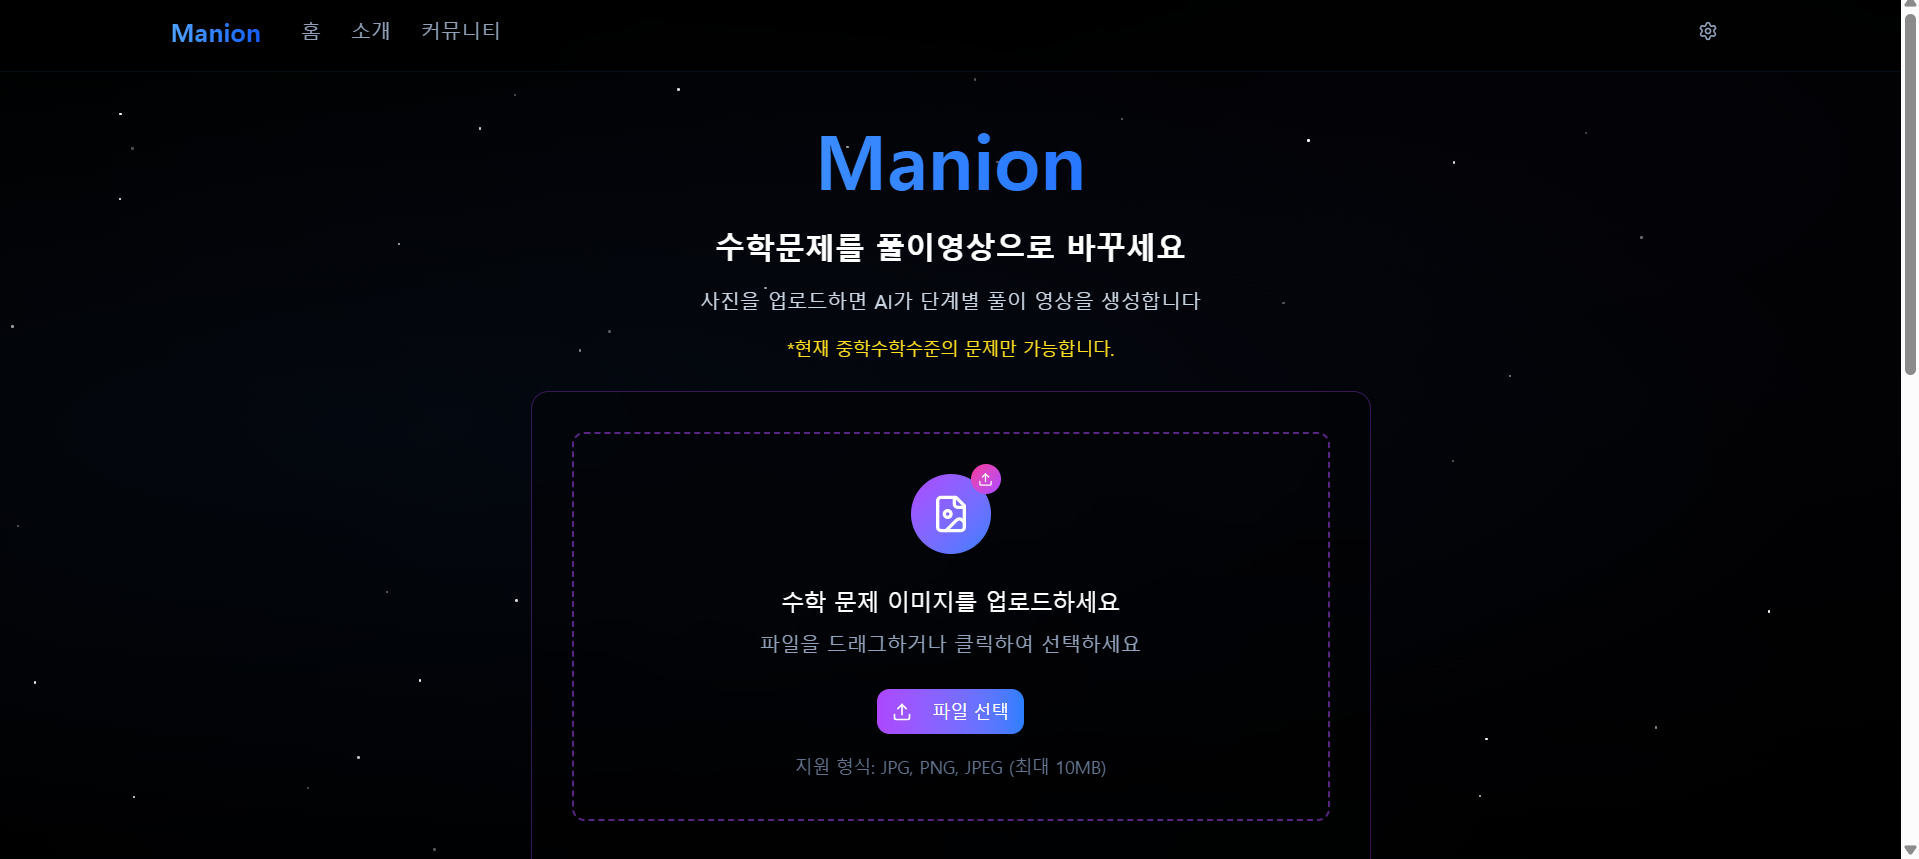 Manion 홈 소개 커뮤니티
Manion
수학문제를 풀이영상으로 바꾸세요
사진을 업로드하면 AI가 단계별 풀이 영상을 생성합니다
*현재 중학수학수준의 문제만 가능합니다.
수학 문제 이미지를 업로드하세요
파일을 드래그하거나 클릭하여 선택하세요
파일 선택
지원 형식: JPG, PNG, JPEG (최대 10MB)